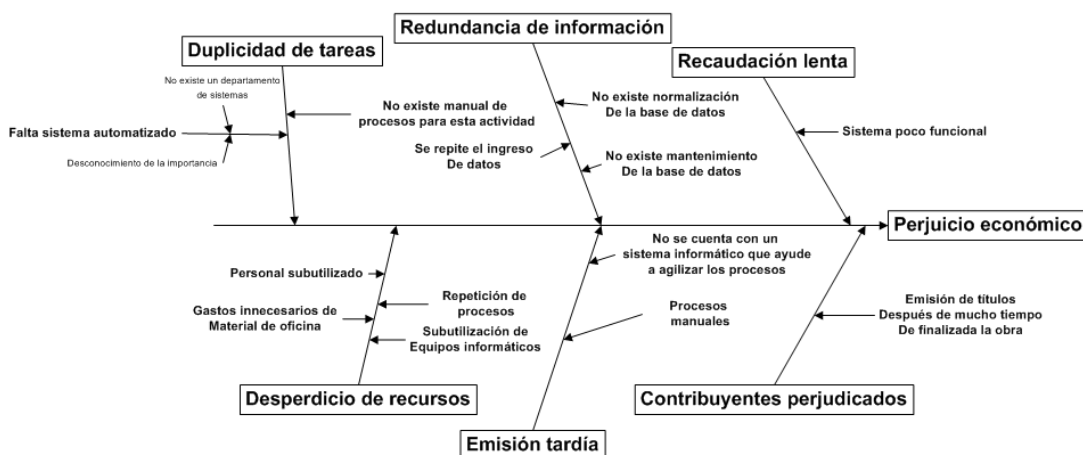 Redundancia de información
Duplicidad de tareas
Recaudación lenta
No existe un departamento
de sistemas
No existe manual de
procesos para esta actividad
Falta sistema automatizado
Desconocimiento de la importancia
No existe normalización
De la base de datos
Se repite el ingreso
De datos
No existe mantenimiento
De la base de datos
Sistema poco funcional
Perjuicio económico
Personal subutilizado
Gastos innecesarios de
Material de oficina
Repetición de
procesos
Subutilización de
Equipos informáticos
No se cuenta con un
sistema informático que ayude
a agilizar los procesos
Procesos
manuales
Emisión de títulos
Después de mucho tiempo
De finalizada la obra
Desperdicio de recursos
Contribuyentes perjudicados
Emisión tardía